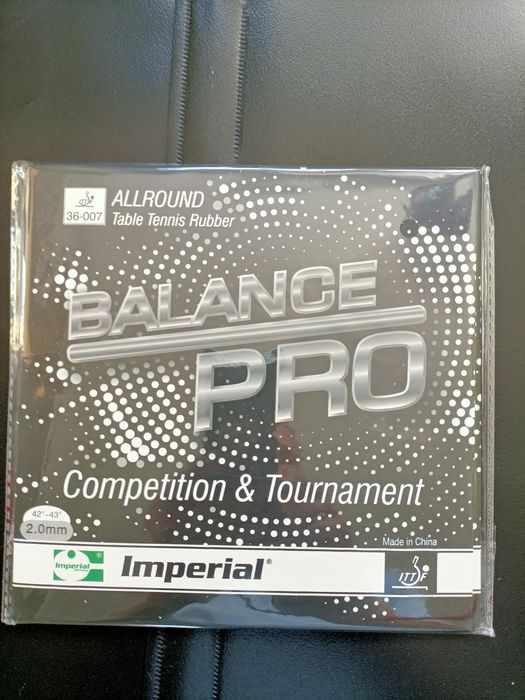 36-007
ALLROUND
Table Tennis Rubber
BALANCE
PRO
Competition & Tournament
42°-43°
2.0mm
Made in China
Imperial®
Imperial®
ITTF